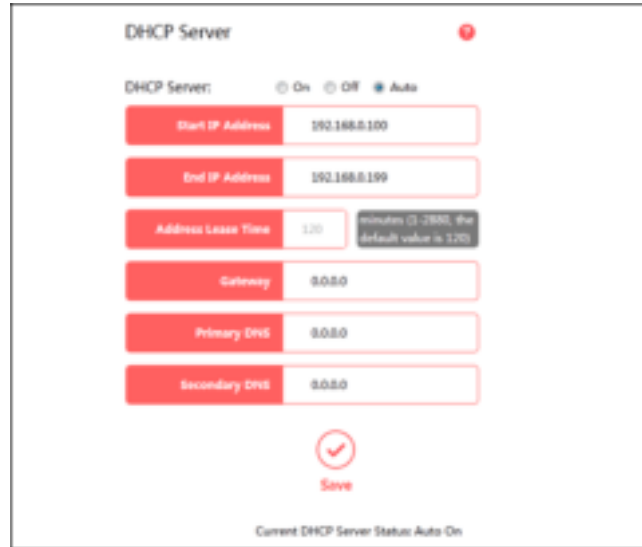 DHCP Server
DHCP Server: On Off Auto
Start IP Address 192.168.0.100
End IP Address 192.168.0.199
Address Lease Time 120 minutes (1-2880, the
default value is 120)
Gateway 0.0.0.0
Primary DNS 0.0.0.0
Secondary DNS 0.0.0.0
Save
Current DHCP Server Status: Auto On